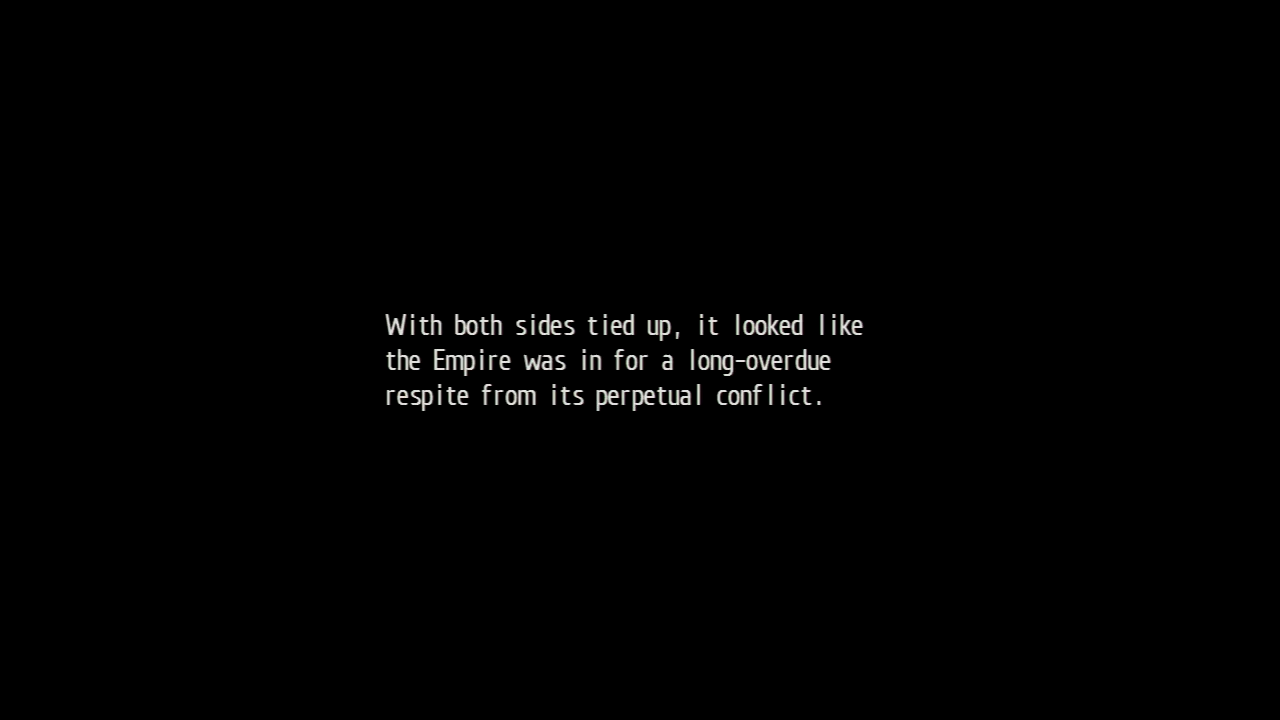 With both sides tied up, it looked like
the Empire was in for a long-overdue
respite from its perpetual conflict.